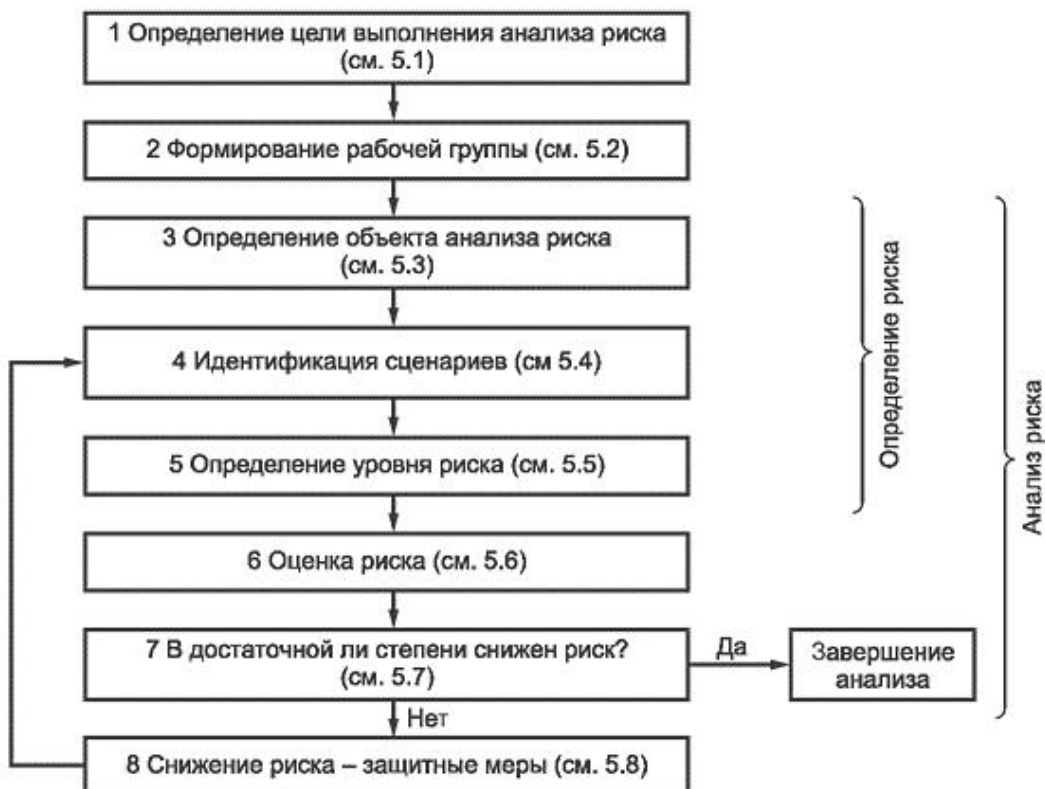 1 Определение цели выполнения анализа риска
(см. 5.1)
2 Формирование рабочей группы (см. 5.2)
3 Определение объекта анализа риска
(см. 5.3)
4 Идентификация сценариев (см 5.4)
5 Определение уровня риска (см. 5.5)
6 Оценка риска (см. 5.6)
7 В достаточной ли степени снижен риск?
(см. 5.7)
Да
Завершение
анализа
Нет
8 Снижение риска – защитные меры (см. 5.8)
Определение риска
Анализ риска